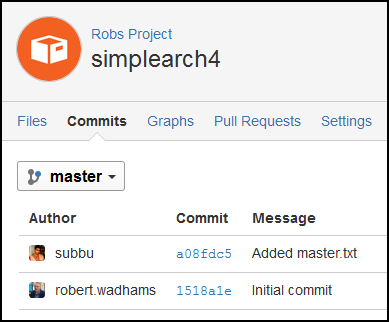 Robs Project
simplearch4
Files Commits Graphs Pull Requests Settings
master
Author Commit Message
subbu a08fdc5 Added master.txt
robert.wadhams 1518a1e Initial commit